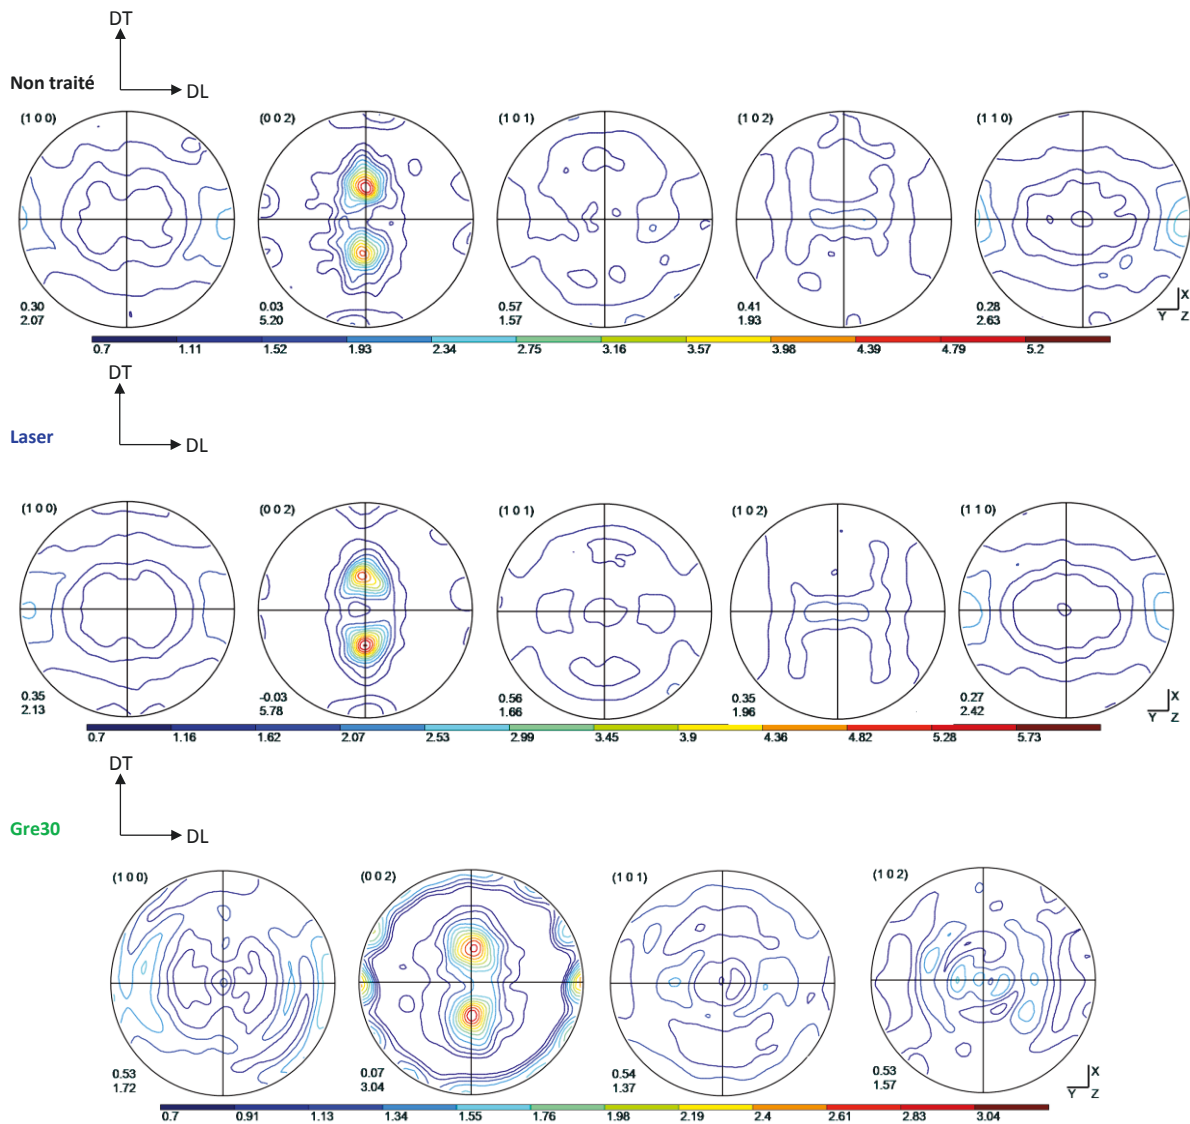 DT
Non traité
DL
(1 0 0) (0 0 2) (1 0 1) (1 0 2) (1 1 0)
0.30 0.03 0.57 0.41 0.28
2.07 5.20 1.57 1.93 2.63
X
Y Z
0.7 1.11 1.52 1.93 2.34 2.75 3.16 3.57 3.98 4.39 4.79 5.2
DT
Laser
DL
(1 0 0) (0 0 2) (1 0 1) (1 0 2) (1 1 0)
0.35 -0.03 0.56 0.35 0.27
2.13 5.78 1.66 1.96 2.42
X
Y Z
0.7 1.16 1.62 2.07 2.53 2.99 3.45 3.9 4.36 4.82 5.28 5.73
DT
Gre30
DL
(1 0 0) (0 0 2) (1 0 1) (1 0 2)
0.53 0.07 0.54 0.53
1.72 3.04 1.37 1.57
X
Y Z
0.7 0.91 1.13 1.34 1.55 1.76 1.98 2.19 2.4 2.61 2.83 3.04